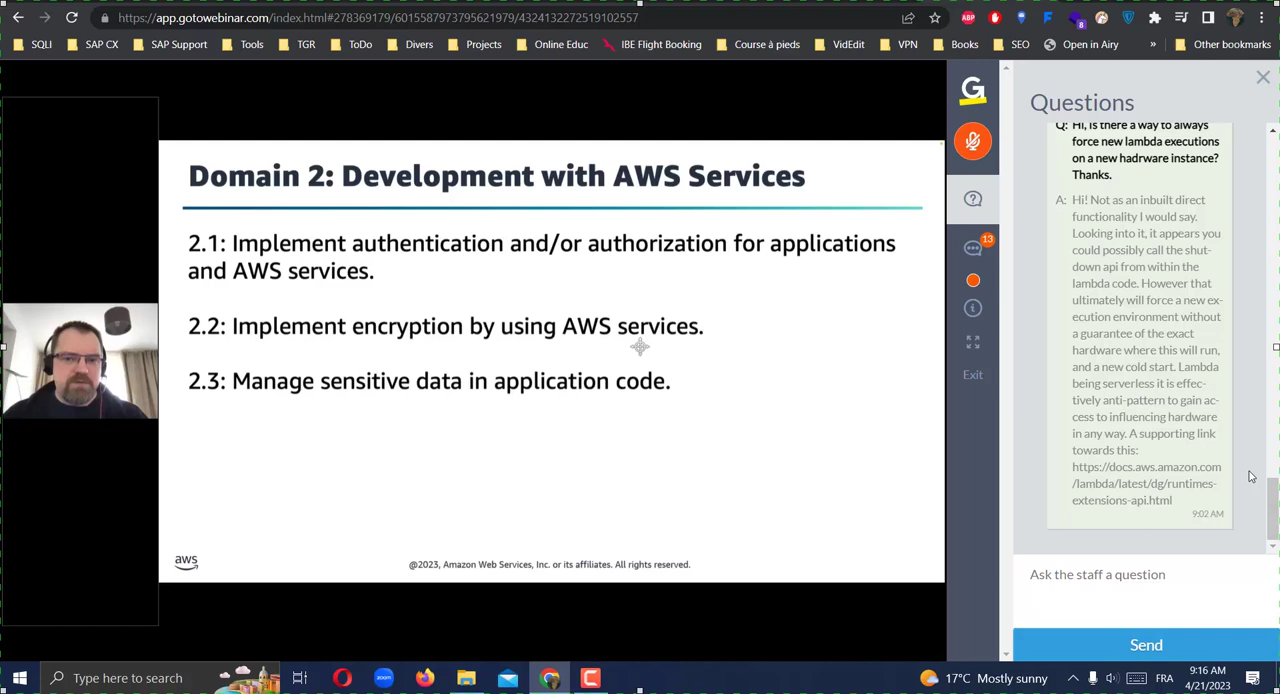 https://app.gotowebinar.com/index.html#278369179/6015587973795621979/4324132272519102557
ABP
8
SQLI
SAP CX
SAP Support
Tools
TGR
ToDo
Divers
Projects
Online Educ
IBE Flight Booking
Course à pieds
VidEdit
VPN
Books
SEO
Open in Airy
»
Other bookmarks
Domain 2: Development with AWS Services
2.1: Implement authentication and/or authorization for applications
and AWS services.
2.2: Implement encryption by using AWS services.
2.3: Manage sensitive data in application code.
aws
@2023, Amazon Web Services, Inc. or its affiliates. All rights reserved.
G
13
Exit
Questions
Q: Hi, is there a way to always
force new lambda executions
on a new hadrware instance?
Thanks.
A: Hi! Not as an inbuilt direct
functionality I would say.
Looking into it, it appears you
could possibly call the shut-
down api from within the
lambda code. However that
ultimately will force a new ex-
ecution environment without
a guarantee of the exact
hardware where this will run,
and a new cold start. Lambda
being serverless it is effec-
tively anti-pattern to gain ac-
cess to influencing hardware
in any way. A supporting link
towards this:
https://docs.aws.amazon.com
/lambda/latest/dg/runtimes-
extensions-api.html
9:02 AM
Ask the staff a question
Send
Type here to search
zoom
17°C Mostly sunny
FRA
9:16 AM
4/21/2023